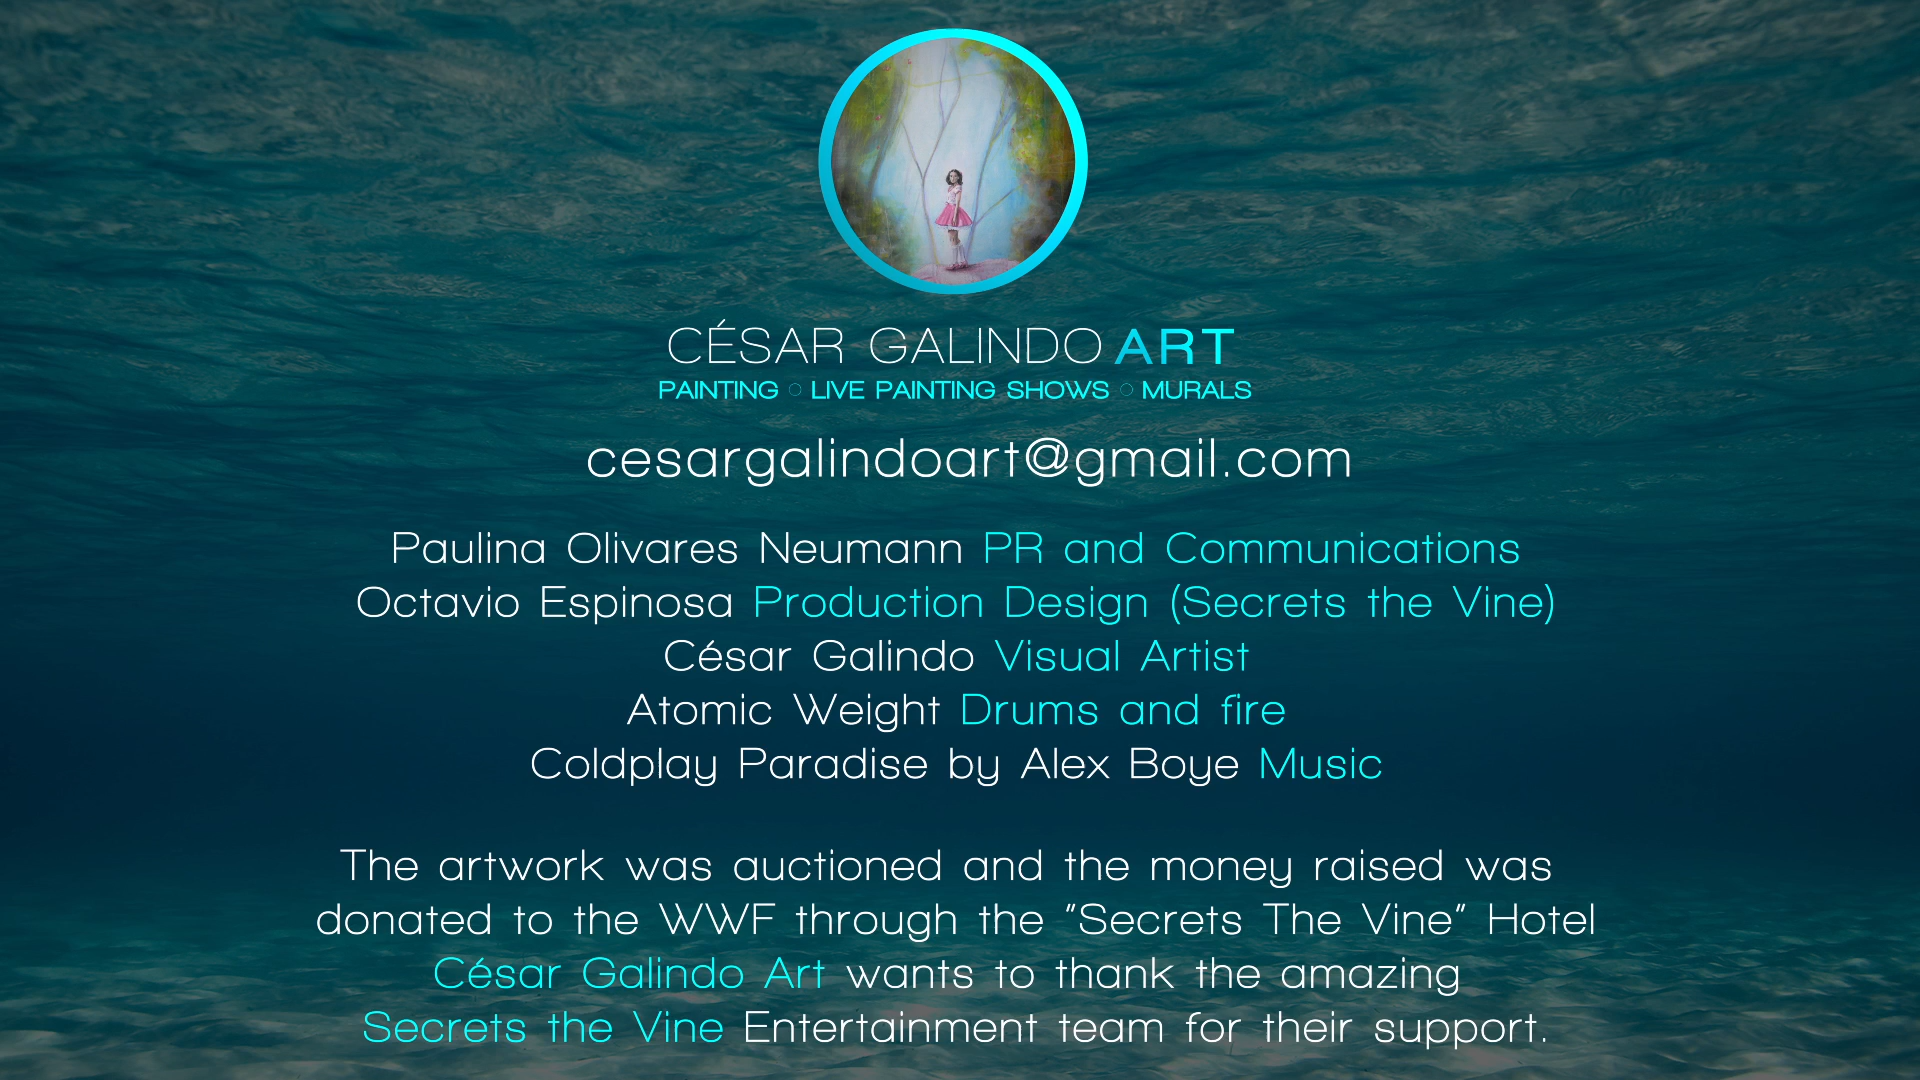 CÉSAR GALINDO ART
PAINTING ○ LIVE PAINTING SHOWS ○ MURALS
cesargalindoart@gmail.com
Paulina Olivares Neumann PR and Communications
Octavio Espinosa Production Design (Secrets the Vine)
César Galindo Visual Artist
Atomic Weight Drums and fire
Coldplay Paradise by Alex Boye Music
The artwork was auctioned and the money raised was
donated to the WWF through the "Secrets The Vine" Hotel
César Galindo Art wants to thank the amazing
Secrets the Vine Entertainment team for their support.